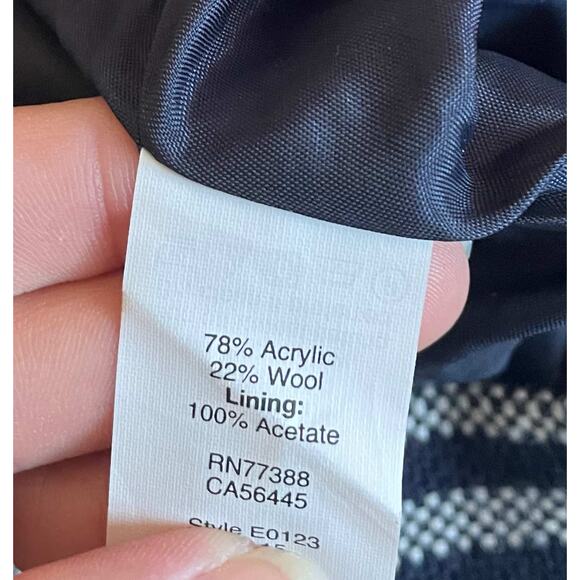 78% Acrylic
22% Wool
Lining:
100% Acetate
RN77388
CA56445
Style E0123